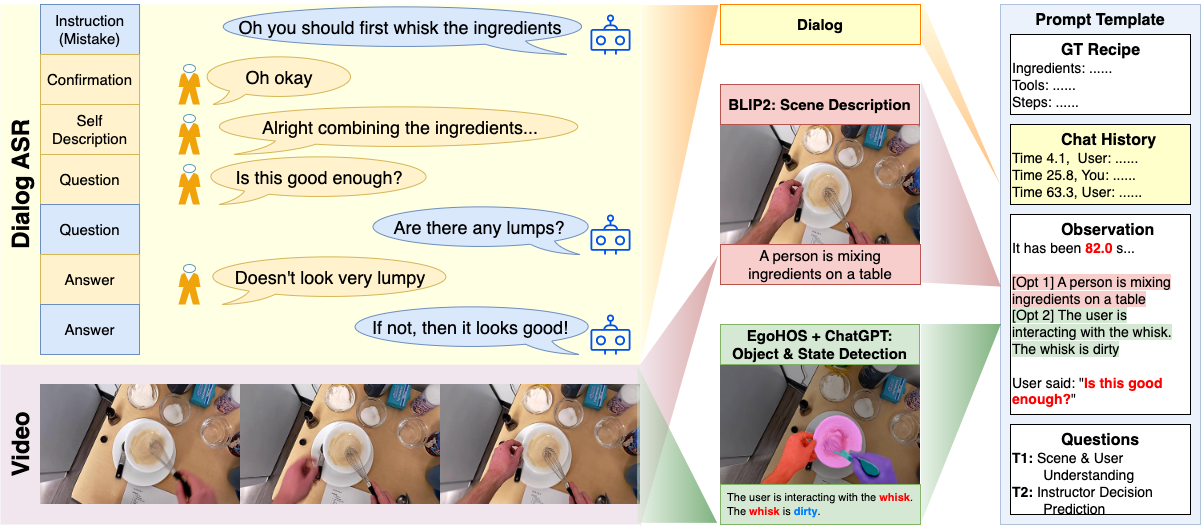 Dialog ASR
Instruction
(Mistake)
Oh you should first whisk the ingredients
Confirmation
Oh okay
Self
Description
Alright combining the ingredients...
Question
Is this good enough?
Question
Are there any lumps?
Answer
Doesn't look very lumpy
Answer
If not, then it looks good!
Video
Dialog
BLIP2: Scene Description
A person is mixing
ingredients on a table
EgoHOS + ChatGPT:
Object & State Detection
The user is interacting with the whisk.
The whisk is dirty.
Prompt Template
GT Recipe
Ingredients: ......
Tools: ......
Steps: ......
Chat History
Time 4.1, User: ......
Time 25.8, You: ......
Time 63.3, User: ......
Observation
It has been 82.0 s...
[Opt 1] A person is mixing
ingredients on a table
[Opt 2] The user is
interacting with the whisk.
The whisk is dirty
User said: "Is this good
enough?"
Questions
T1: Scene & User
Understanding
T2: Instructor Decision
Prediction